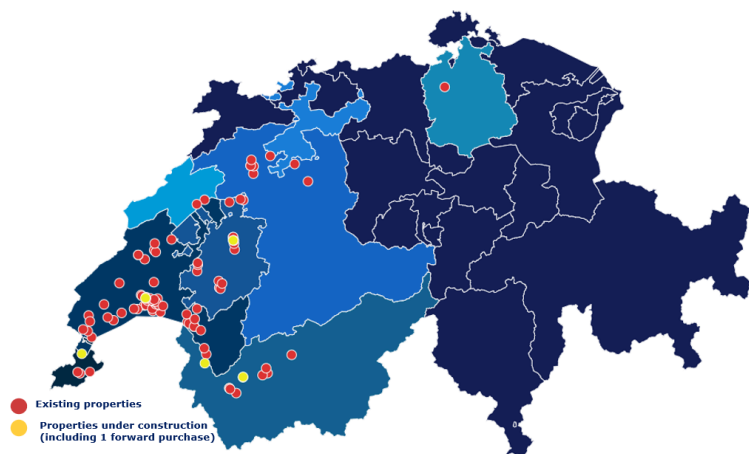 Existing properties
Properties under construction
(including 1 forward purchase)